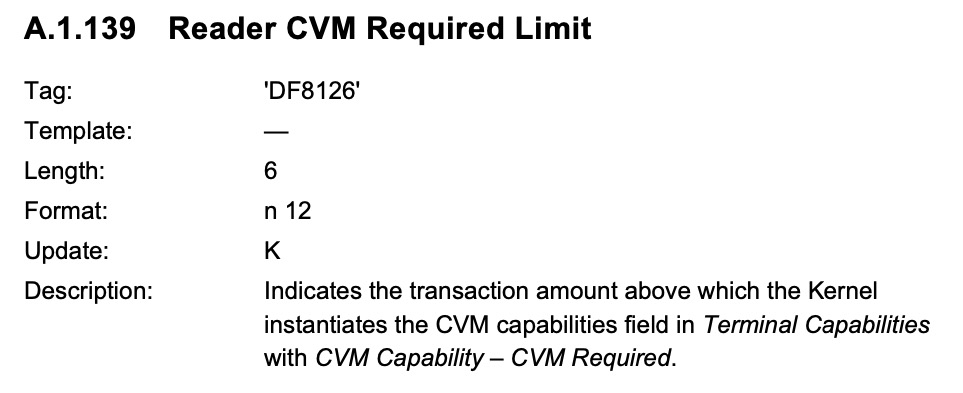 A.1.139 Reader CVM Required Limit
Tag: 'DF8126'
Template: —
Length: 6
Format: n 12
Update: K
Description: Indicates the transaction amount above which the Kernel
instantiates the CVM capabilities field in Terminal Capabilities
with CVM Capability – CVM Required.